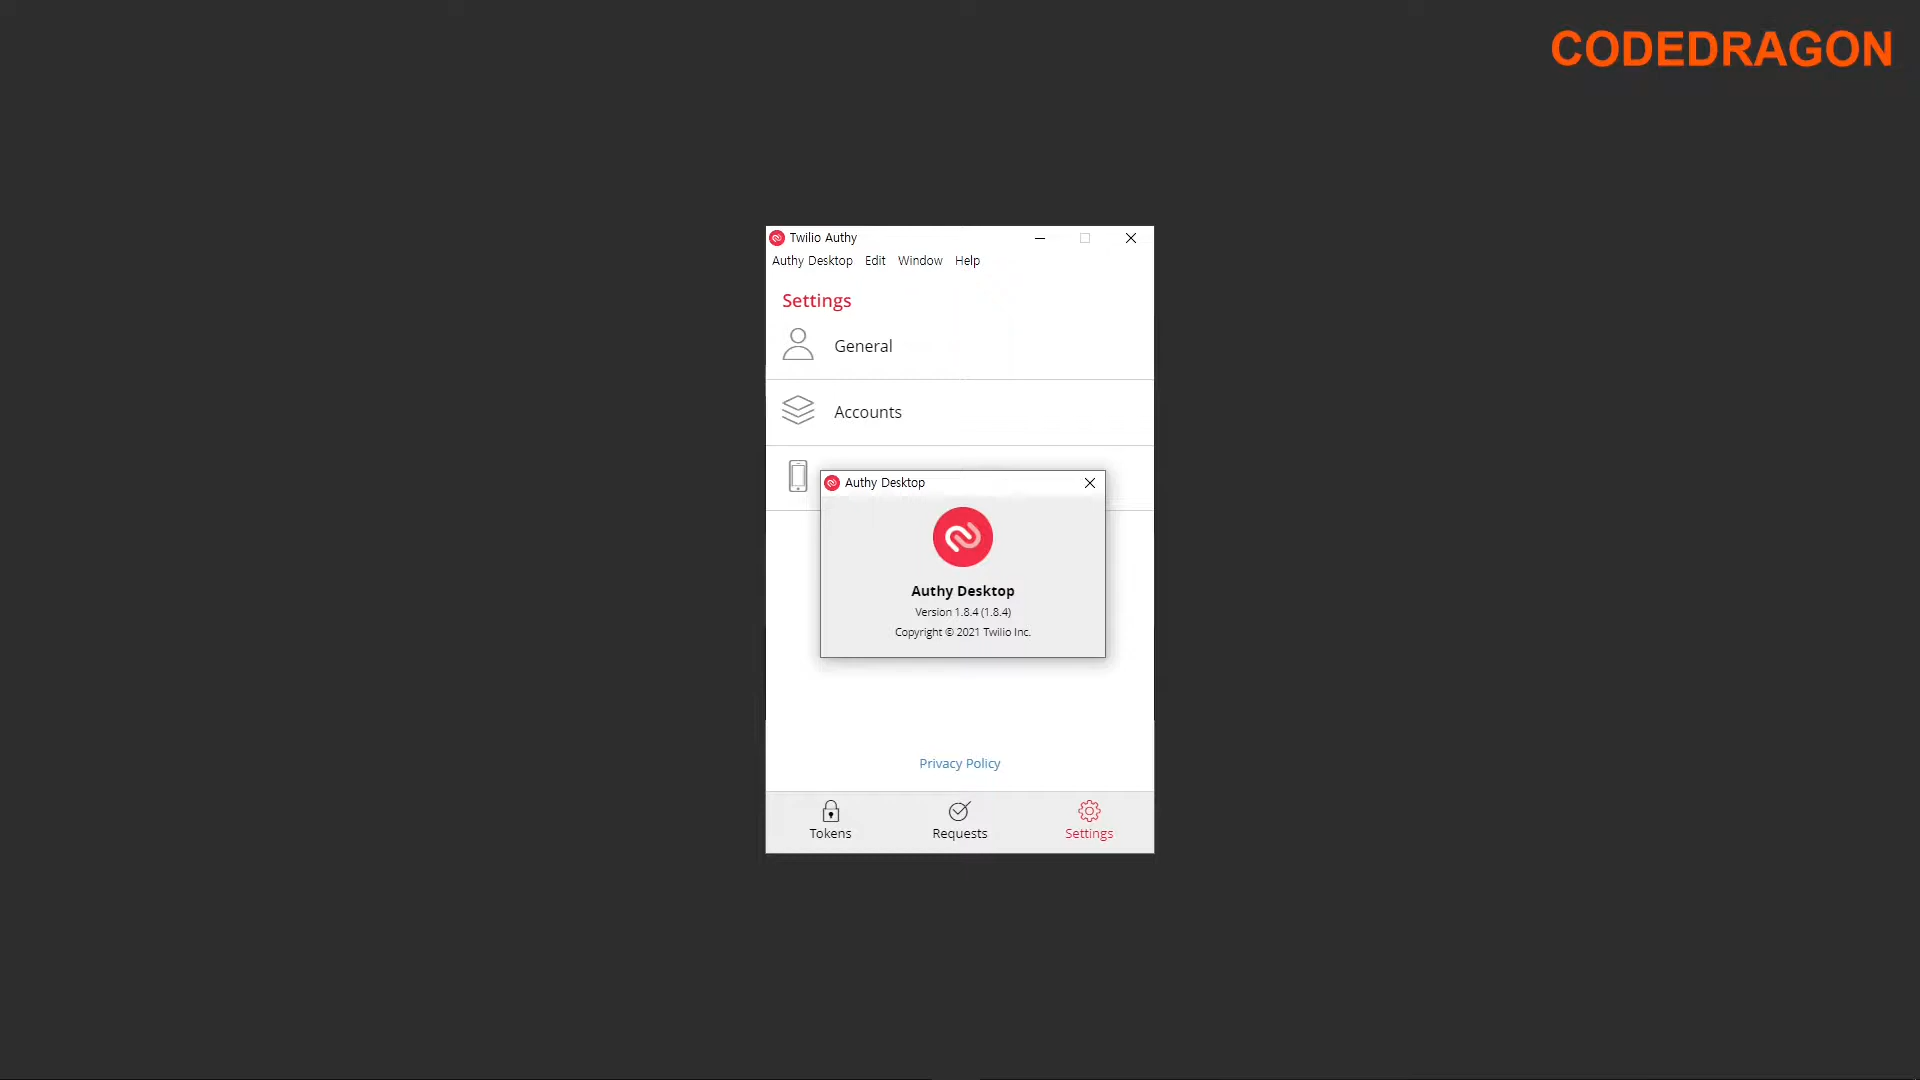 CODEDRAGON
Twilio Authy
Authy Desktop Edit Window Help
Settings
General
Accounts
Authy Desktop
Authy Desktop
Version 1.8.4 (1.8.4)
Copyright © 2021 Twilio Inc.
Privacy Policy
Tokens Requests Settings